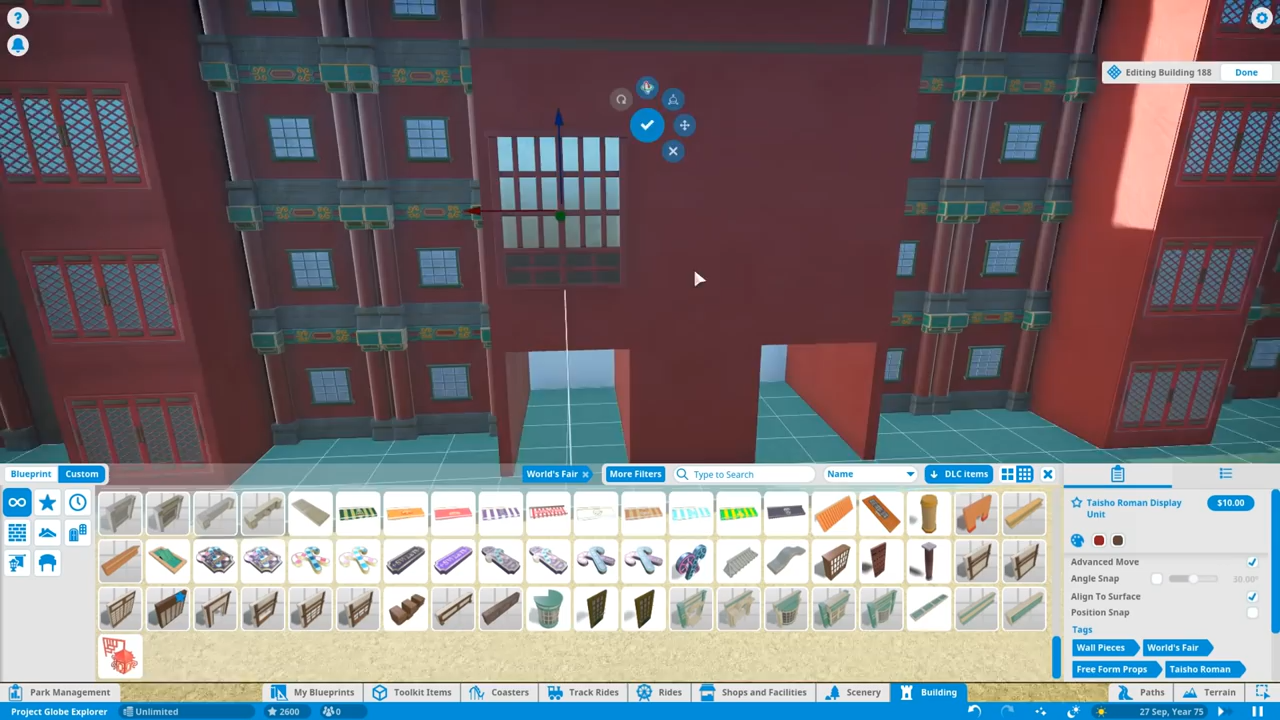 ?
Editing Building 188
Done
Blueprint
Custom
World's Fair ×
More Filters
Type to Search
Name
DLC items
Taisho Roman Display Unit
$10.00
Advanced Move
Angle Snap
30.00°
Align To Surface
Position Snap
Tags
Wall Pieces
World's Fair
Free Form Props
Taisho Roman
Park Management
My Blueprints
Toolkit Items
Coasters
Track Rides
Rides
Shops and Facilities
Scenery
Building
Paths
Terrain
Project Globe Explorer
Unlimited
2600
0
27 Sep, Year 75